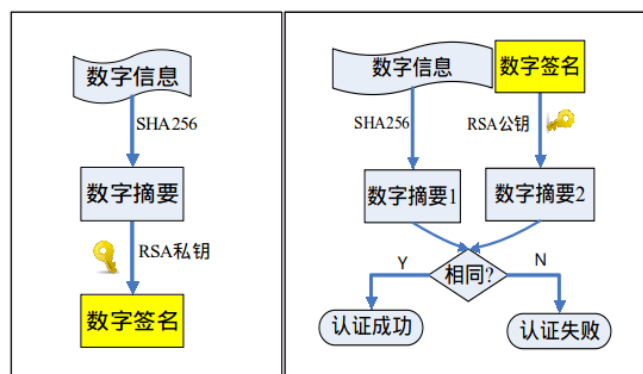 数字信息
SHA256
数字摘要
RSA私钥
数字签名
数字信息
数字签名
SHA256
RSA公钥
数字摘要1
数字摘要2
相同?
Y
N
认证成功
认证失败